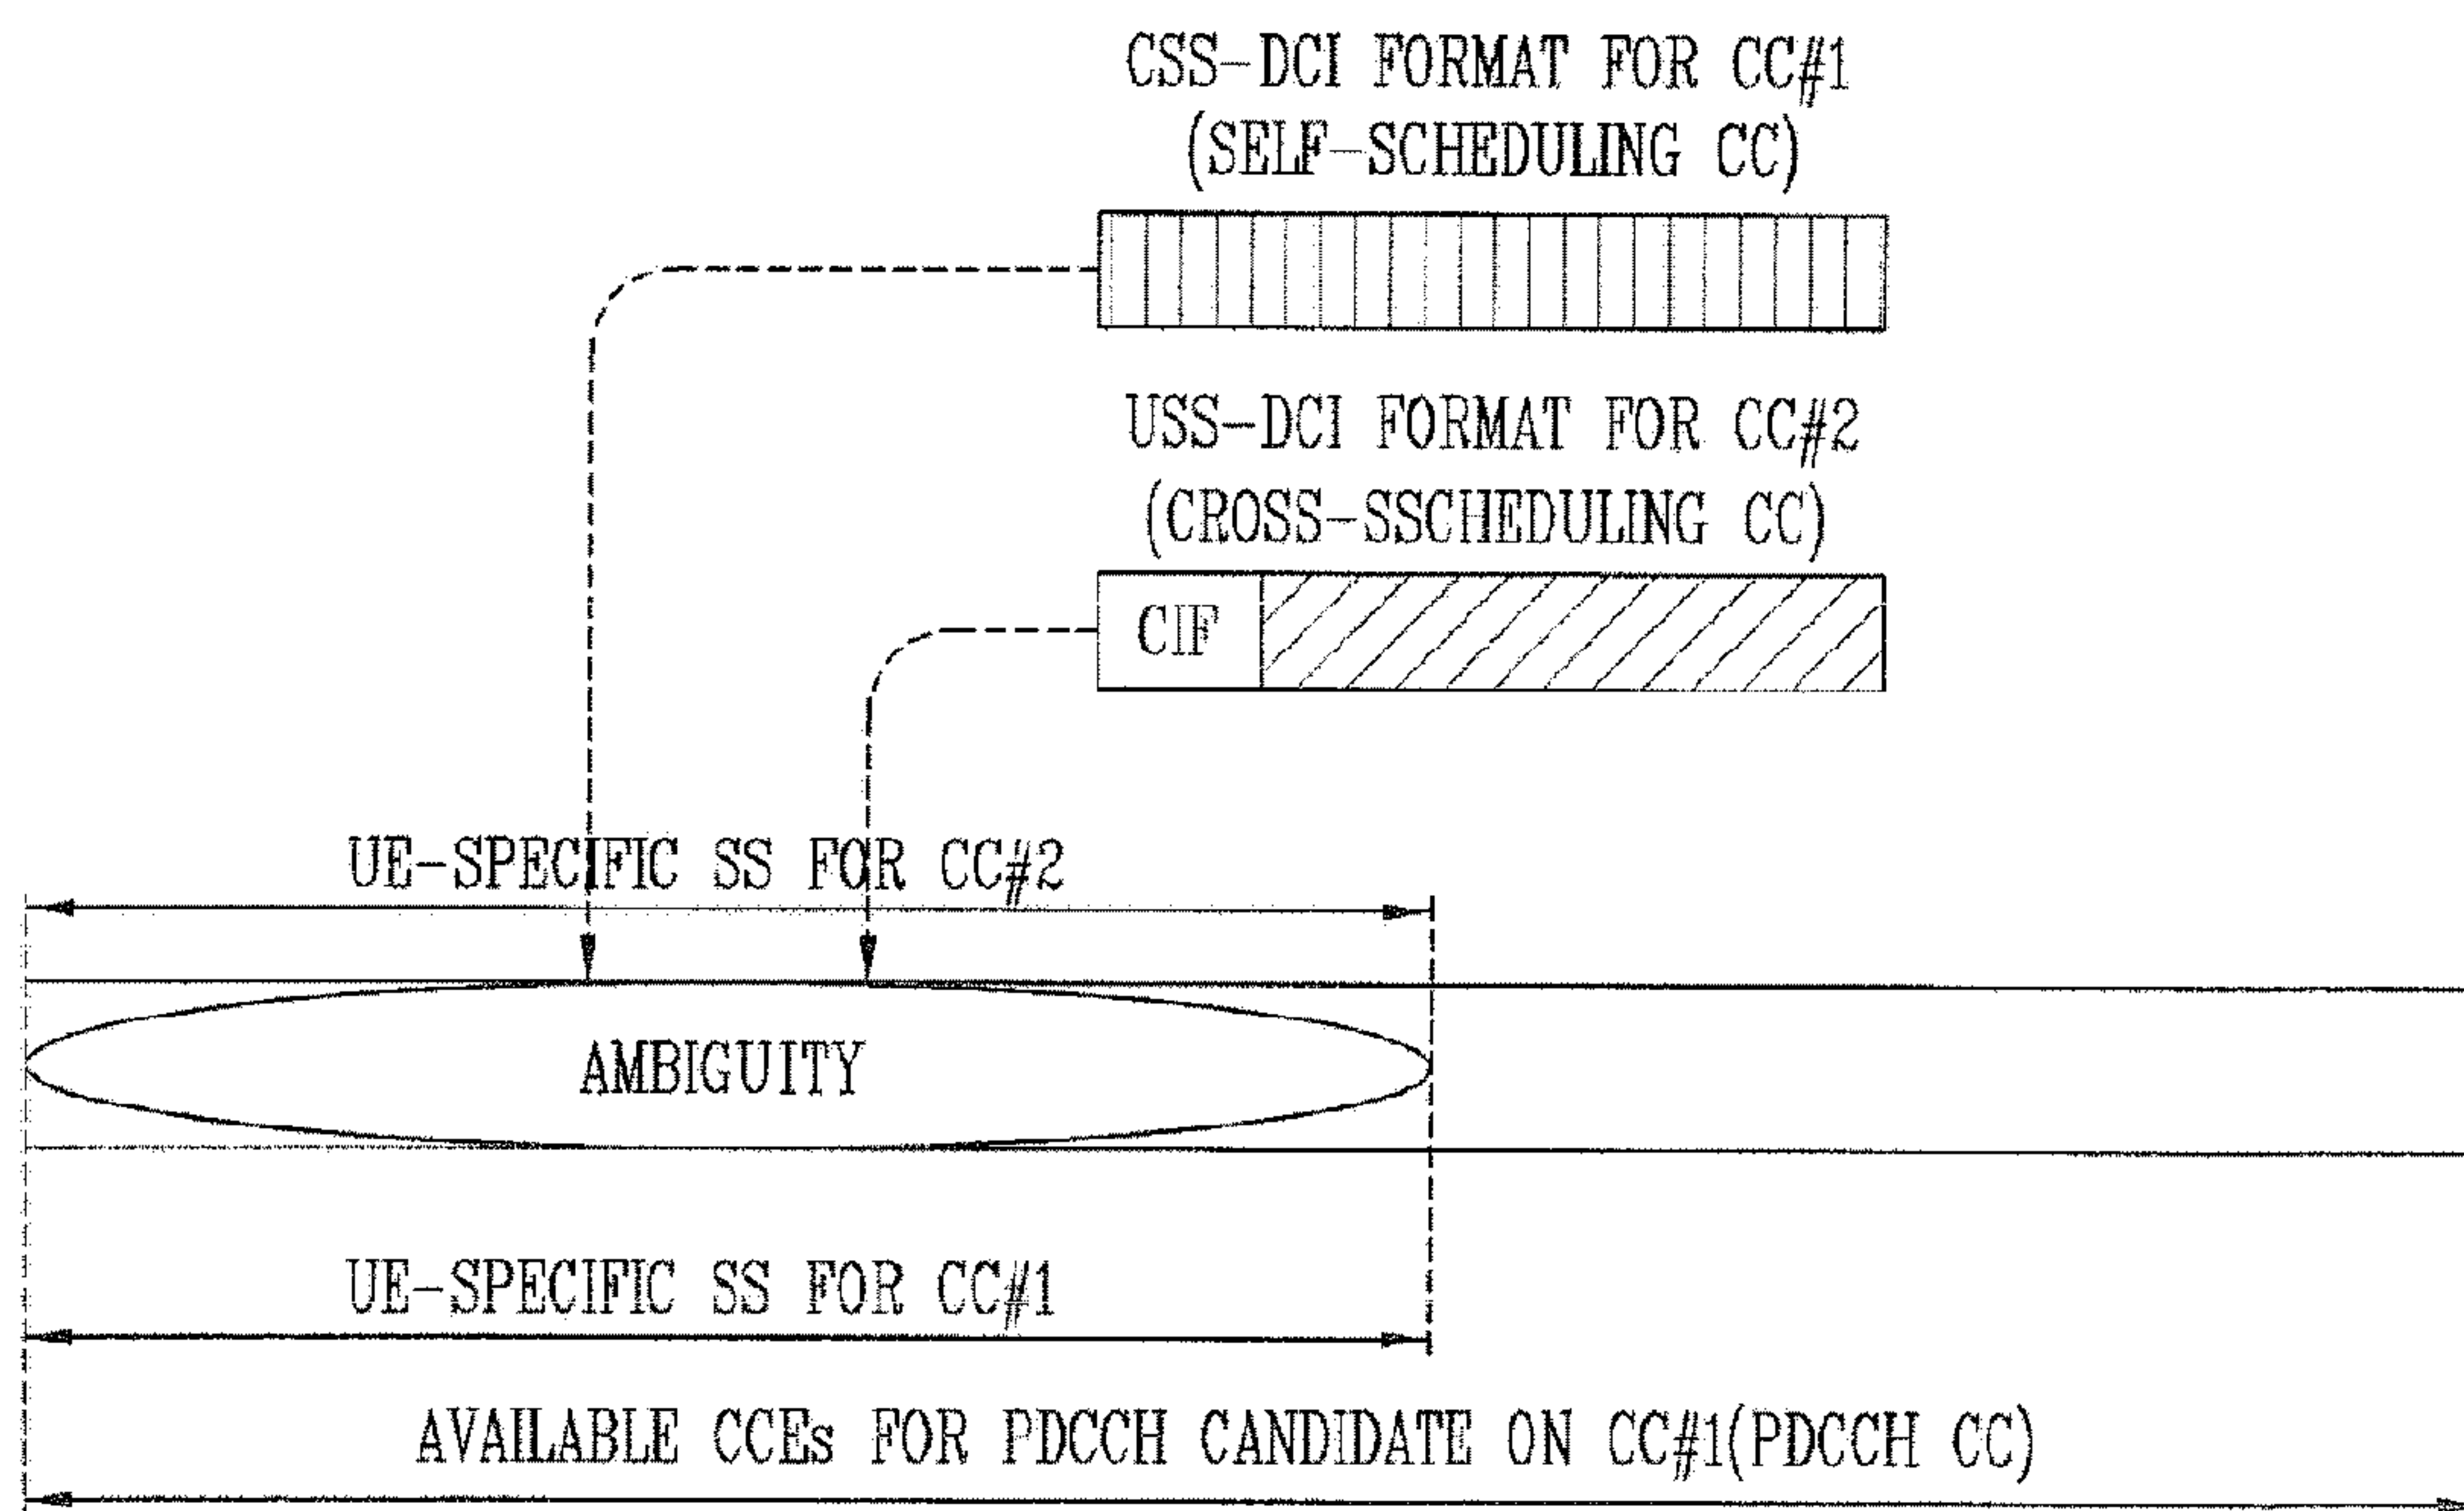 CSS-DCI FORMAT FOR CC#1
(SELF-SCHEDULING CC)
USS-DCI FORMAT FOR CC#2
(CROSS-SSCHEDULING CC)
CIF
UE-SPECIFIC SS FOR CC#2
AMBIGUITY
UE-SPECIFIC SS FOR CC#1
AVAILABLE CCEs FOR PDCCH CANDIDATE ON CC#1(PDCCH CC)